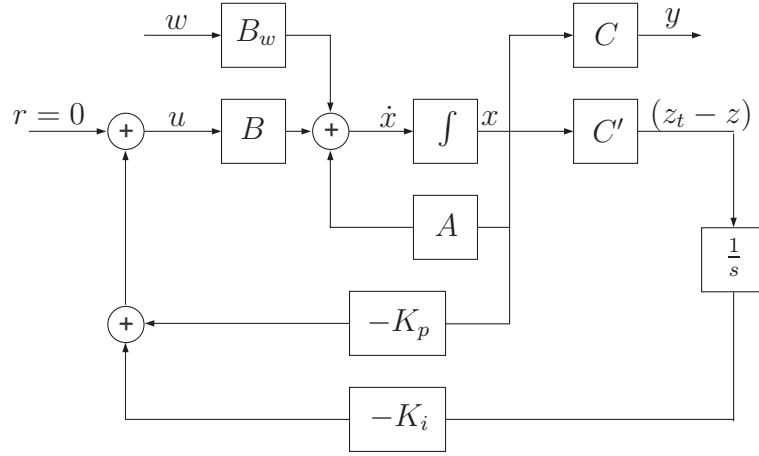 w
B_w
C
y
r = 0
+
u
B
+
ẋ
∫
x
C′
(z_t − z)
A
1/s
+
−K_p
−K_i